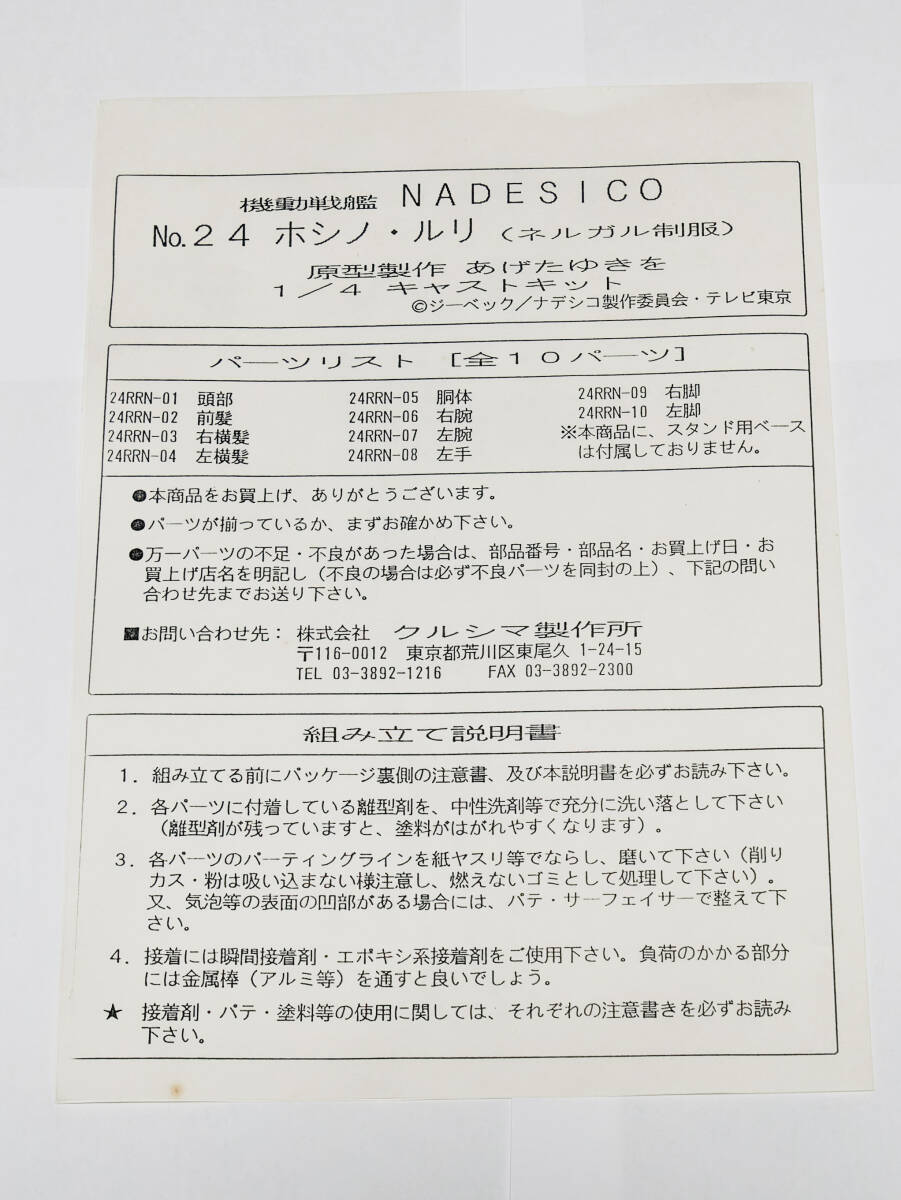 機動戦艦 NADESICO
No.24 ホシノ・ルリ (ネルガル制服)
原型製作 あげたゆきを
1／4 キャストキット
©ジーベック／ナデシコ製作委員会・テレビ東京
パーツリスト [全10パーツ]
24RRN-01 頭部
24RRN-02 前髪
24RRN-03 右横髪
24RRN-04 左横髪
24RRN-05 胴体
24RRN-06 右腕
24RRN-07 左腕
24RRN-08 左手
24RRN-09 右脚
24RRN-10 左脚
※本商品に、スタンド用ベース
は付属しておりません。
●本商品をお買上げ、ありがとうございます。
●パーツが揃っているか、まずお確かめ下さい。
●万一パーツの不足・不良があった場合は、部品番号・部品名・お買上げ日・お
買上げ店名を明記し（不良の場合は必ず不良パーツを同封の上）、下記の問い
合わせ先までお送り下さい。
■お問い合わせ先： 株式会社 クルシマ製作所
〒116-0012 東京都荒川区東尾久 1-24-15
TEL 03-3892-1216 FAX 03-3892-2300
組み立て説明書
1．組み立てる前にパッケージ裏側の注意書、及び本説明書を必ずお読み下さい。
2．各パーツに付着している離型剤を、中性洗剤等で充分に洗い落として下さい
（離型剤が残っていますと、塗料がはがれやすくなります）。
3．各パーツのパーティングラインを紙ヤスリ等でならし、磨いて下さい（削り
カス・粉は吸い込まない様注意し、燃えないゴミとして処理して下さい）。
又、気泡等の表面の凹部がある場合には、パテ・サーフェイサーで整えて下
さい。
4．接着には瞬間接着剤・エポキシ系接着剤をご使用下さい。負荷のかかる部分
には金属棒（アルミ等）を通すと良いでしょう。
★ 接着剤・パテ・塗料等の使用に関しては、それぞれの注意書きを必ずお読み
下さい。